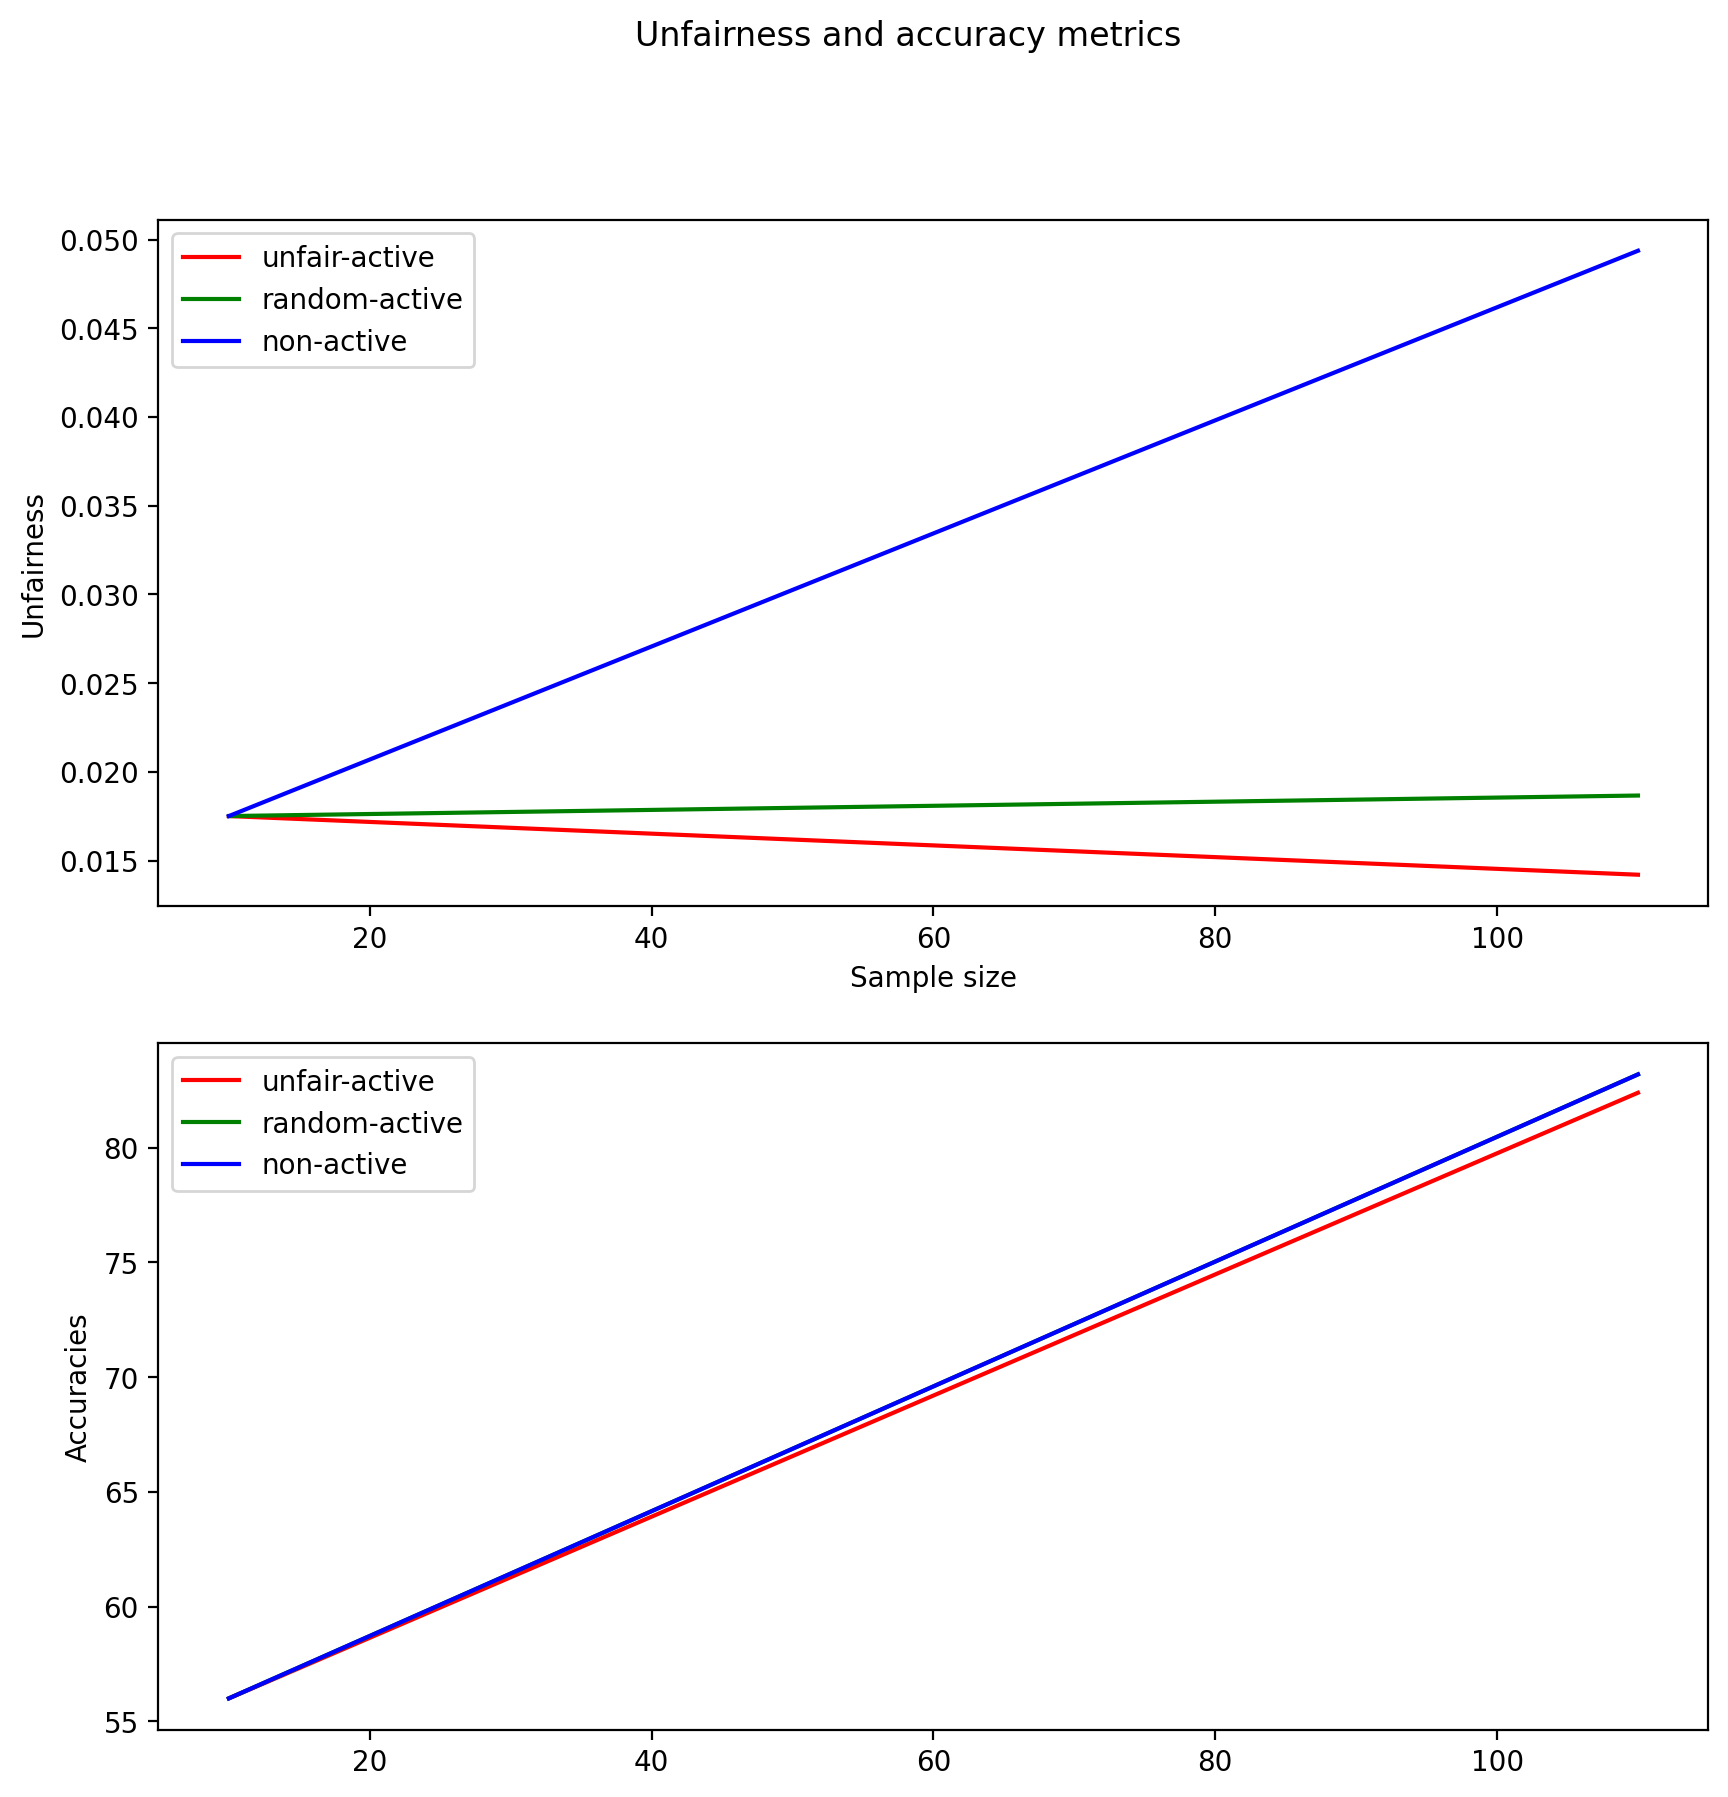 Unfairness and accuracy metrics
0.050
0.045
0.040
0.035
0.030
0.025
0.020
0.015
Unfairness
unfair-active
random-active
non-active
20 40 60 80 100
Sample size
80
75
70
65
60
55
Accuracies
unfair-active
random-active
non-active
20 40 60 80 100